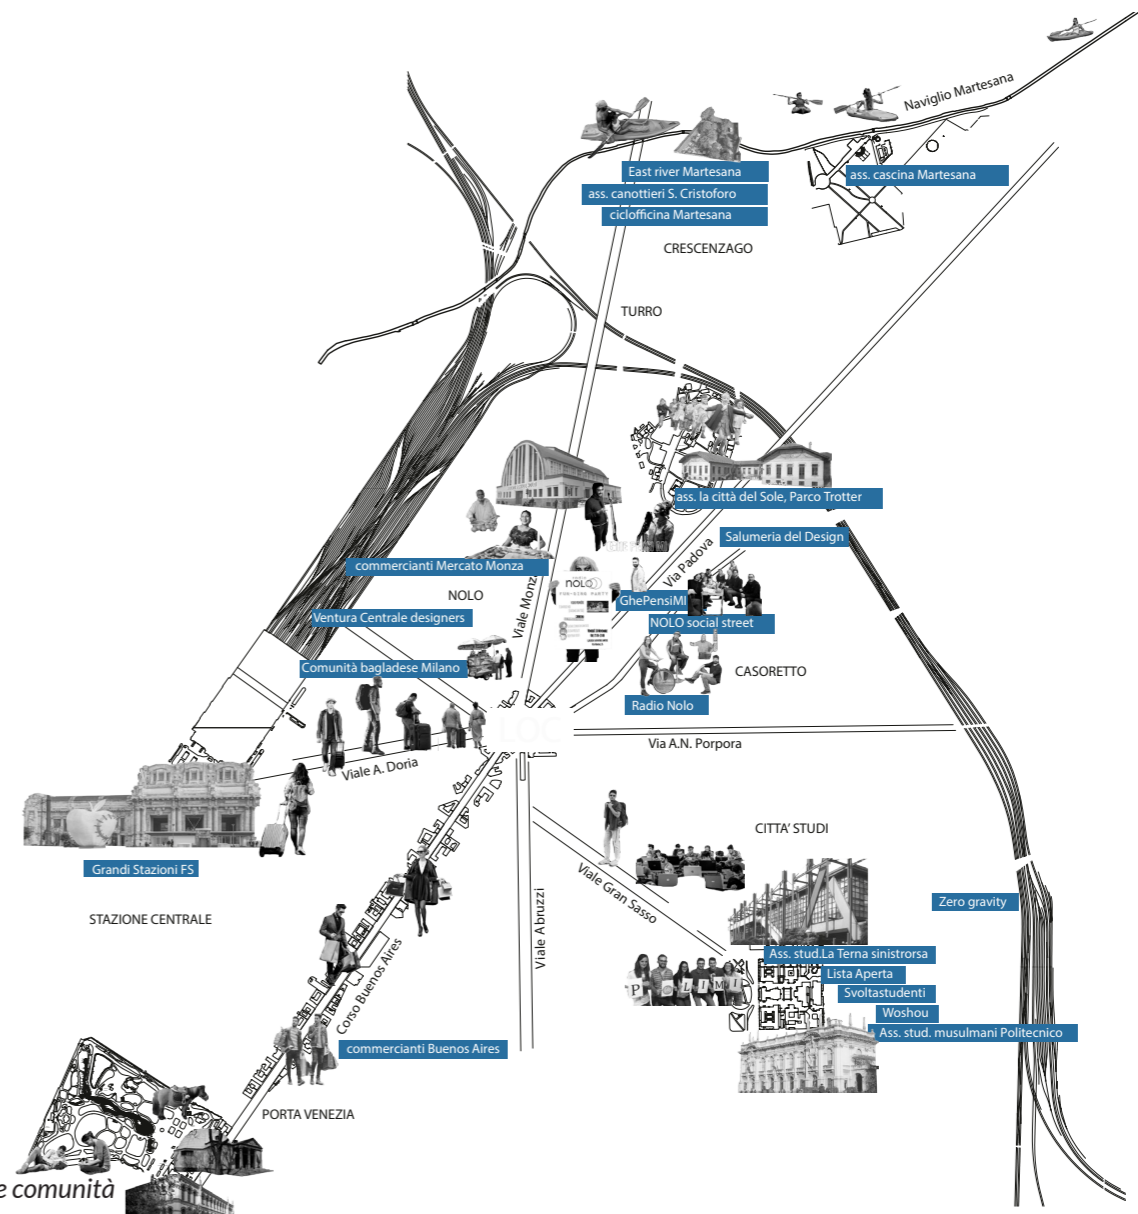 Naviglio Martesana
East river Martesana
ass. canottieri S. Cristoforo
ciclofficina Martesana
ass. cascina Martesana
CRESCENZAGO
TURRO
ass. la città del Sole, Parco Trotter
Salumeria del Design
Via Padova
commercianti Mercato Monza
NOLO
Viale Monza
NOLO
GhePensiMI
NOLO social street
Ventura Centrale designers
Comunità bagladese Milano
CASORETTO
Radio Nolo
LOC
Via A.N. Porpora
Viale A. Doria
Grandi Stazioni FS
STAZIONE CENTRALE
CITTA' STUDI
Viale Gran Sasso
Viale Abruzzi
Zero gravity
Corso Buenos Aires
Ass. stud.La Terna sinistrorsa
Lista Aperta
POLIMI
Svoltastudenti
Woshou
Ass. stud. musulmani Politecnico
commercianti Buenos Aires
PORTA VENEZIA
e comunità